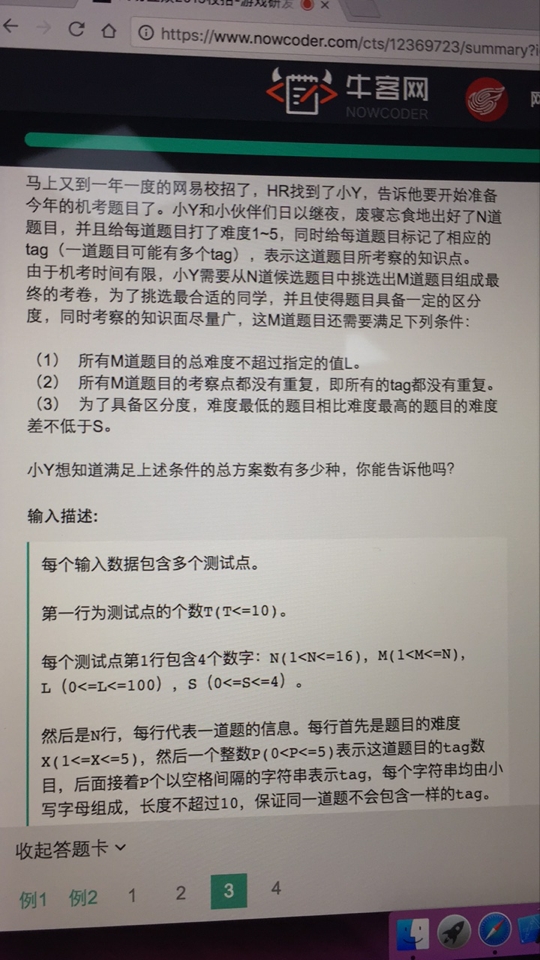 https://www.nowcoder.com/cts/12369723/summary?i
牛客网
NOWCODER
马上又到一年一度的网易校招了，HR找到了小Y，告诉他要开始准备
今年的机考题目了。小Y和小伙伴们日以继夜，废寝忘食地出好了N道
题目，并且给每道题目打了难度1~5，同时给每道题目标记了相应的
tag（一道题目可能有多个tag），表示这道题目所考察的知识点。
由于机考时间有限，小Y需要从N道候选题目中挑选出M道题目组成最
终的考卷，为了挑选最合适的同学，并且使得题目具备一定的区分
度，同时考察的知识面尽量广，这M道题目还需要满足下列条件：
（1） 所有M道题目的总难度不超过指定的值L。
（2） 所有M道题目的考察点都没有重复，即所有的tag都没有重复。
（3） 为了具备区分度，难度最低的题目相比难度最高的题目的难度
差不低于S。
小Y想知道满足上述条件的总方案数有多少种，你能告诉他吗？
输入描述:
每个输入数据包含多个测试点。
第一行为测试点的个数T(T<=10)。
每个测试点第1行包含4个数字：N(1<N<=16)，M(1<M<=N)，
L（0<=L<=100），S（0<=S<=4）。
然后是N行，每行代表一道题的信息。每行首先是题目的难度
X(1<=X<=5)，然后一个整数P(0<P<=5)表示这道题目的tag数
目，后面接着P个以空格间隔的字符串表示tag，每个字符串均由小
写字母组成，长度不超过10，保证同一道题不会包含一样的tag。
收起答题卡
例1 例2 1 2 3 4